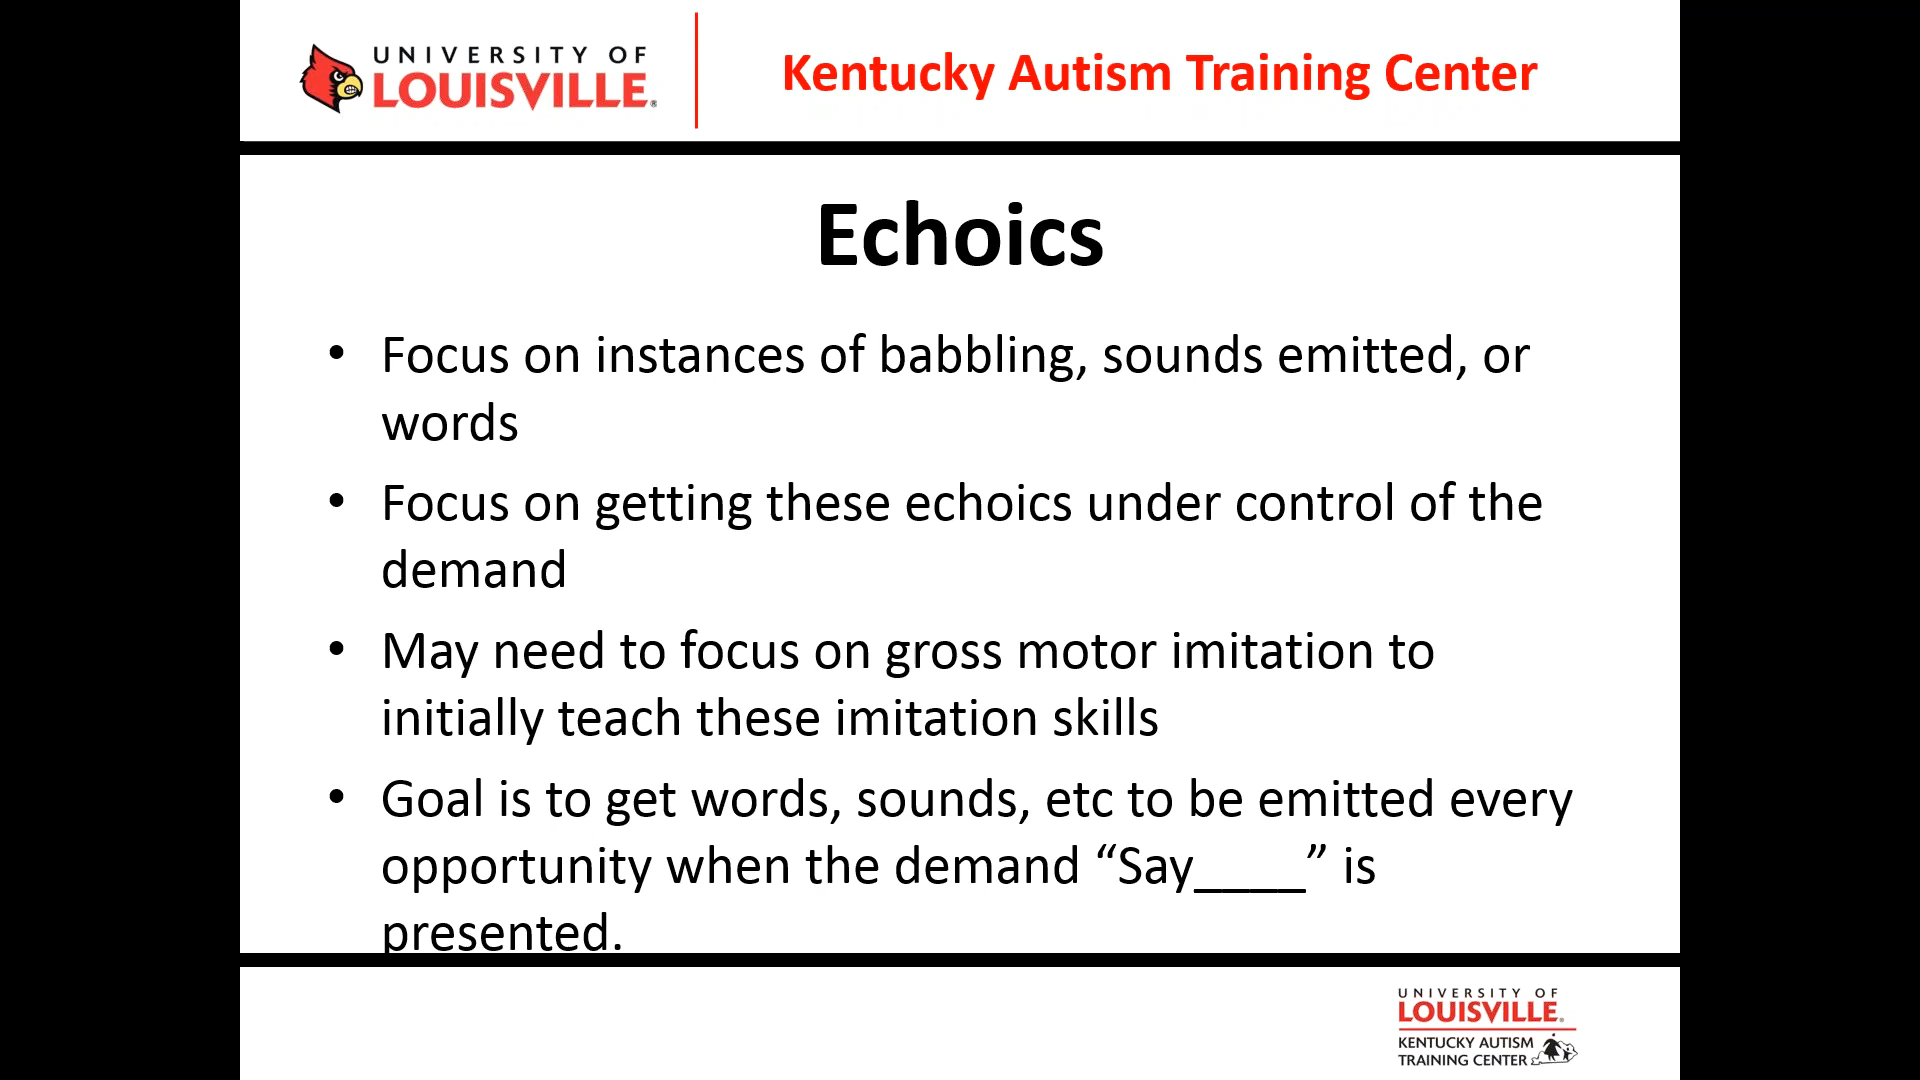 UNIVERSITY OF
LOUISVILLE®
Kentucky Autism Training Center
Echoics
• Focus on instances of babbling, sounds emitted, or
words
• Focus on getting these echoics under control of the
demand
• May need to focus on gross motor imitation to
initially teach these imitation skills
• Goal is to get words, sounds, etc to be emitted every
opportunity when the demand “Say____” is
presented.
UNIVERSITY OF
LOUISVILLE®
KENTUCKY AUTISM
TRAINING CENTER